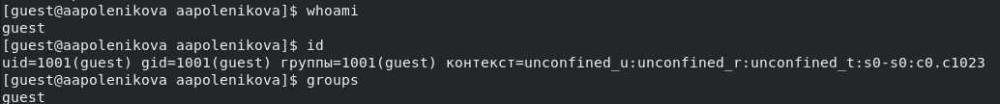 [guest@aapolenikova aapolenikova]$ whoami
guest
[guest@aapolenikova aapolenikova]$ id
uid=1001(guest) gid=1001(guest) группы=1001(guest) контекст=unconfined_u:unconfined_r:unconfined_t:s0-s0:c0.c1023
[guest@aapolenikova aapolenikova]$ groups
guest